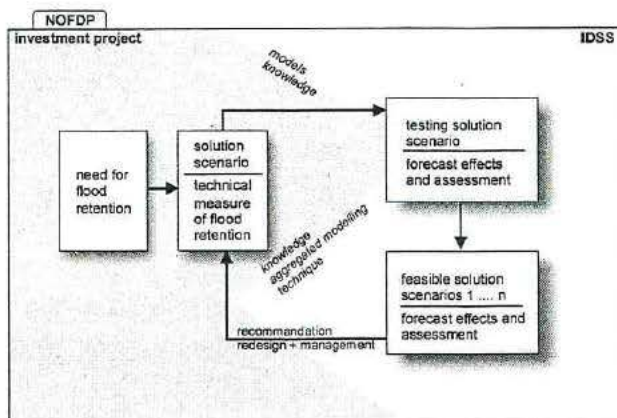 NOFDP
investment project
IDSS
models
knowledge
need for
flood
retention
solution
scenario
technical
measure
of flood
retention
testing solution
scenario
forecast effects
and assessment
knowledge
aggregated modelling
technique
feasible solution
scenarios 1 .... n
forecast effects and
assessment
recommandation
redesign + management